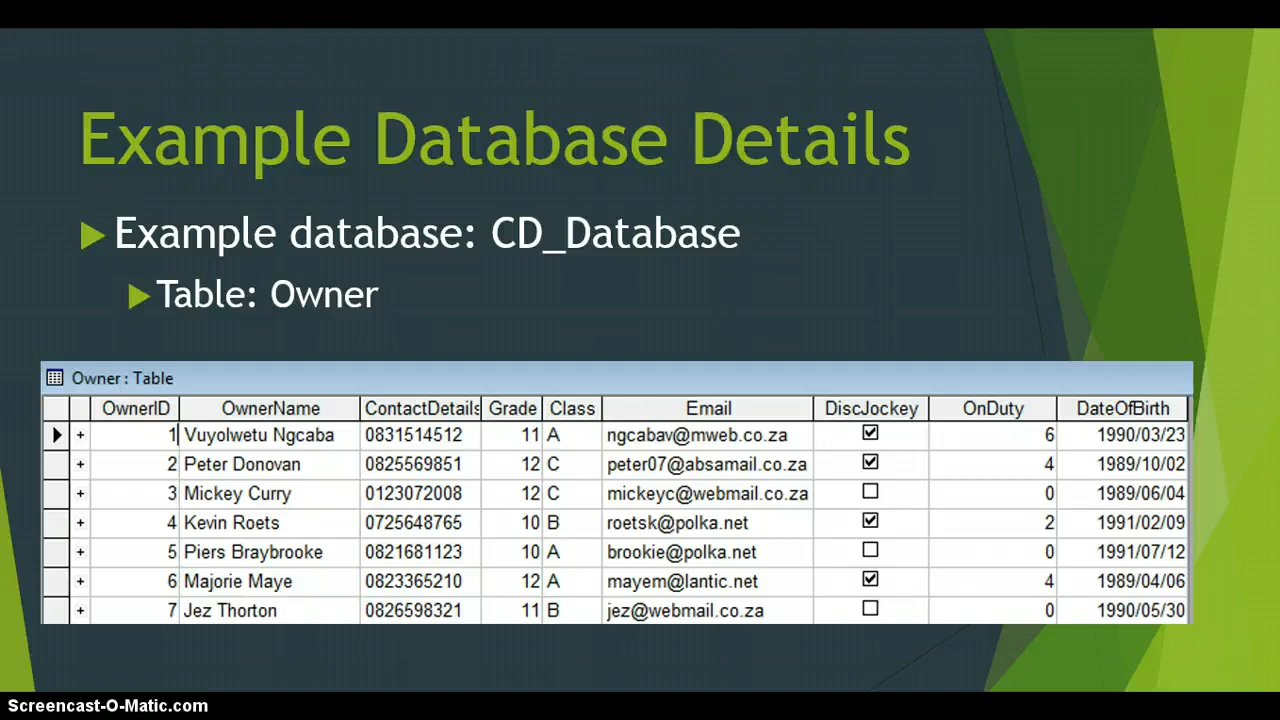 Example Database Details
Example database: CD_Database
Table: Owner
Owner : Table
OwnerID OwnerName ContactDetails Grade Class Email DiscJockey OnDuty DateOfBirth
+ 1 Vuyolwetu Ngcaba 0831514512 11 A ngcabav@mweb.co.za 6 1990/03/23
+ 2 Peter Donovan 0825569851 12 C peter07@absamail.co.za 4 1989/10/02
+ 3 Mickey Curry 0123072008 12 C mickeyc@webmail.co.za 0 1989/06/04
+ 4 Kevin Roets 0725648765 10 B roetsk@polka.net 2 1991/02/09
+ 5 Piers Braybrooke 0821681123 10 A brookie@polka.net 0 1991/07/12
+ 6 Majorie Maye 0823365210 12 A mayem@lantic.net 4 1989/04/06
+ 7 Jez Thorton 0826598321 11 B jez@webmail.co.za 0 1990/05/30
Screencast-O-Matic.com